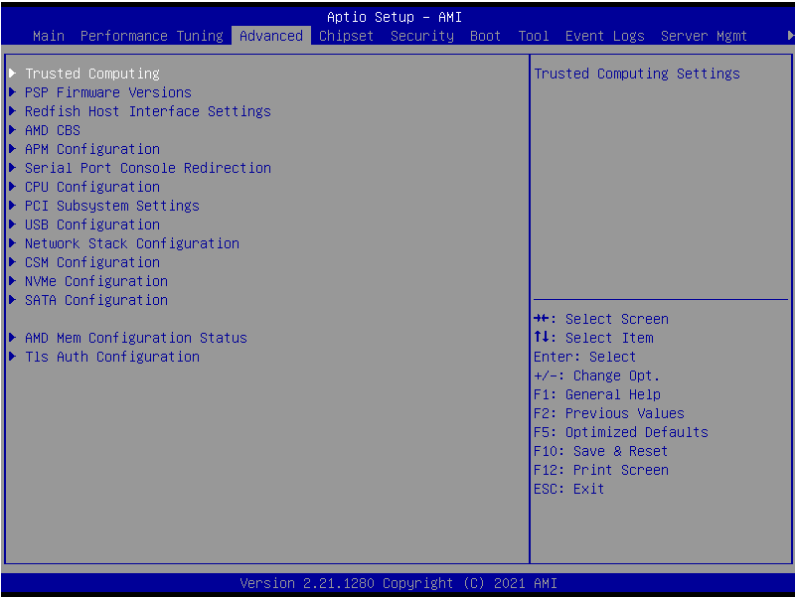 Aptio Setup – AMI
Main Performance Tuning Advanced Chipset Security Boot Tool Event Logs Server Mgmt
Trusted Computing
PSP Firmware Versions
Redfish Host Interface Settings
AMD CBS
APM Configuration
Serial Port Console Redirection
CPU Configuration
PCI Subsystem Settings
USB Configuration
Network Stack Configuration
CSM Configuration
NVMe Configuration
SATA Configuration
AMD Mem Configuration Status
Tls Auth Configuration
Trusted Computing Settings
→←: Select Screen
↑↓: Select Item
Enter: Select
+/-: Change Opt.
F1: General Help
F2: Previous Values
F5: Optimized Defaults
F10: Save & Reset
F12: Print Screen
ESC: Exit
Version 2.21.1280 Copyright (C) 2021 AMI